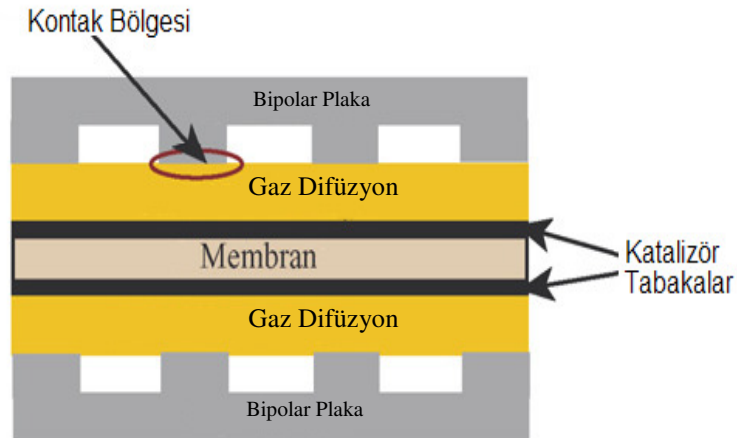 Kontak Bölgesi
Bipolar Plaka
Gaz Difüzyon
Membran
Katalizör
Tabakalar
Gaz Difüzyon
Bipolar Plaka